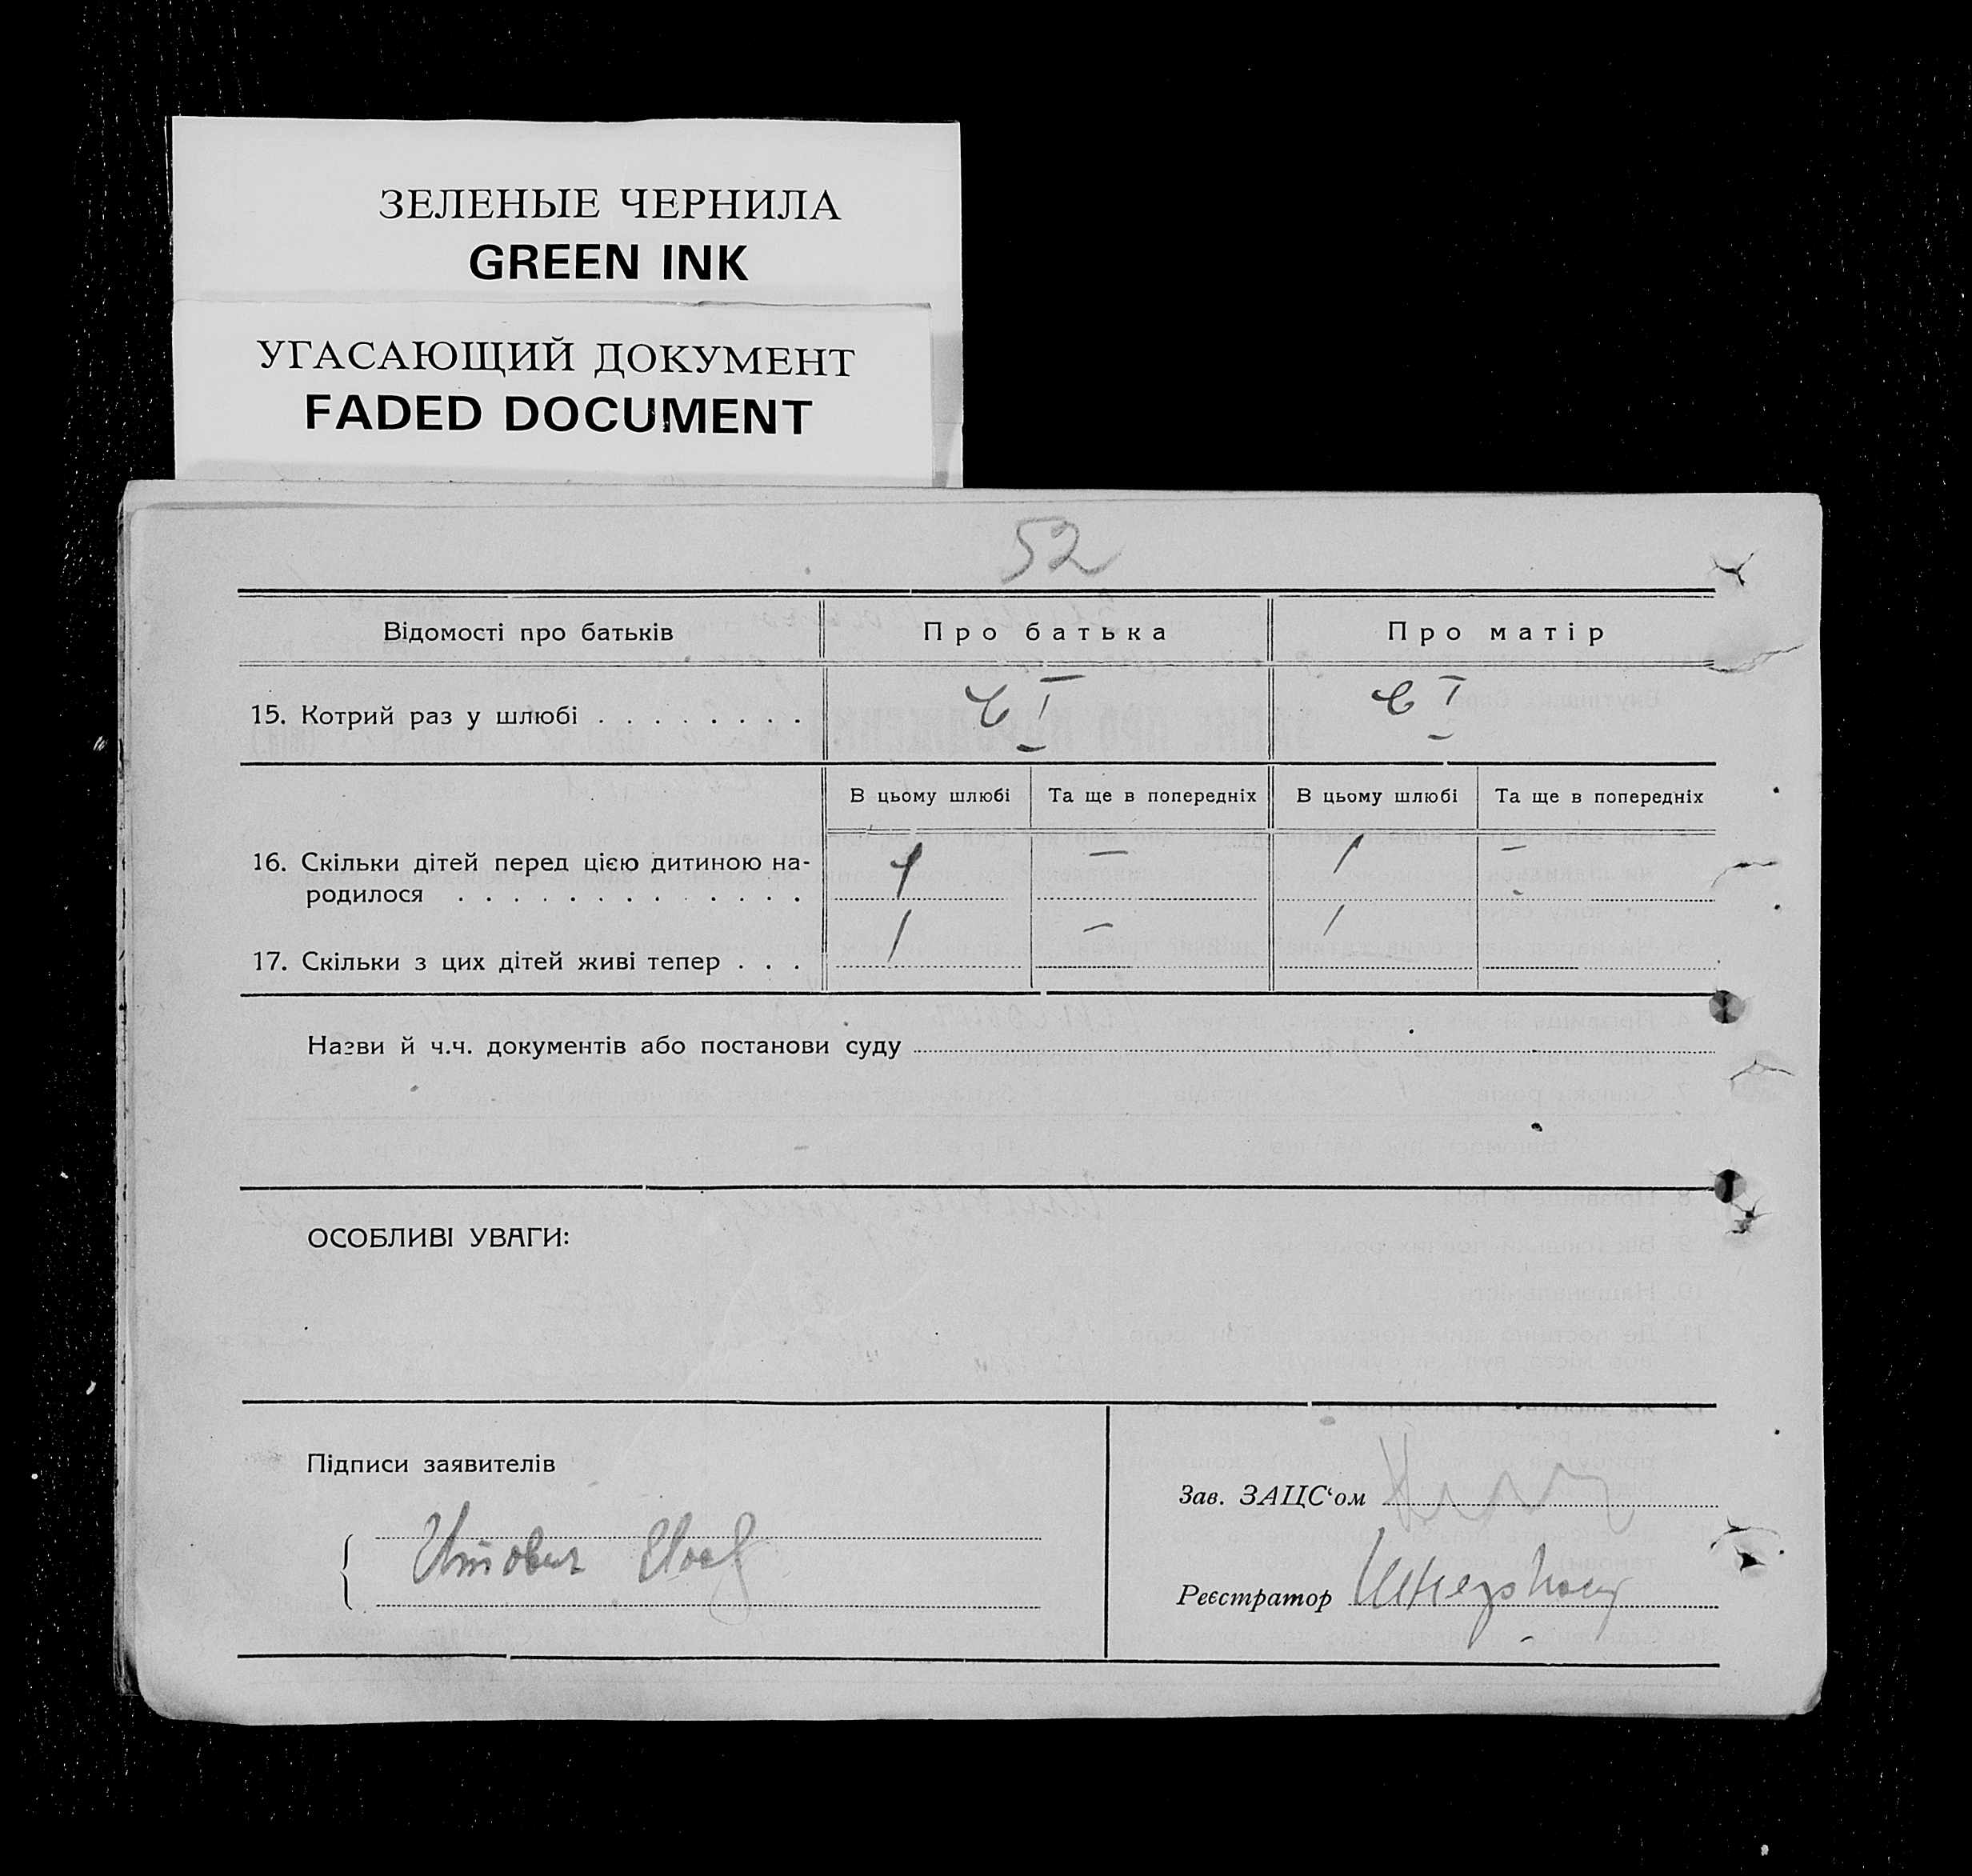 ЗЕЛЕНЫЕ ЧЕРНИЛА
GREEN INK
УГАСАЮЩИЙ ДОКУМЕНТ
FADED DOCUMENT
52
Відомості про батьків Про батька Про матір
15. Котрий раз у шлюбі . . . . . . . . I I
В цьому шлюбі Та ще в попередніх В цьому шлюбі Та ще в попередніх
16. Скільки дітей перед цією дитиною на- 1 — 1 —
родилося . . . . . . . . . . . . .
17. Скільки з цих дітей живі тепер . . . 1 — 1
Назви й ч.ч. документів або постанови суду
ОСОБЛИВІ УВАГИ:
Підписи заявителів
Зав. ЗАЦС‘ом
Реєстратор